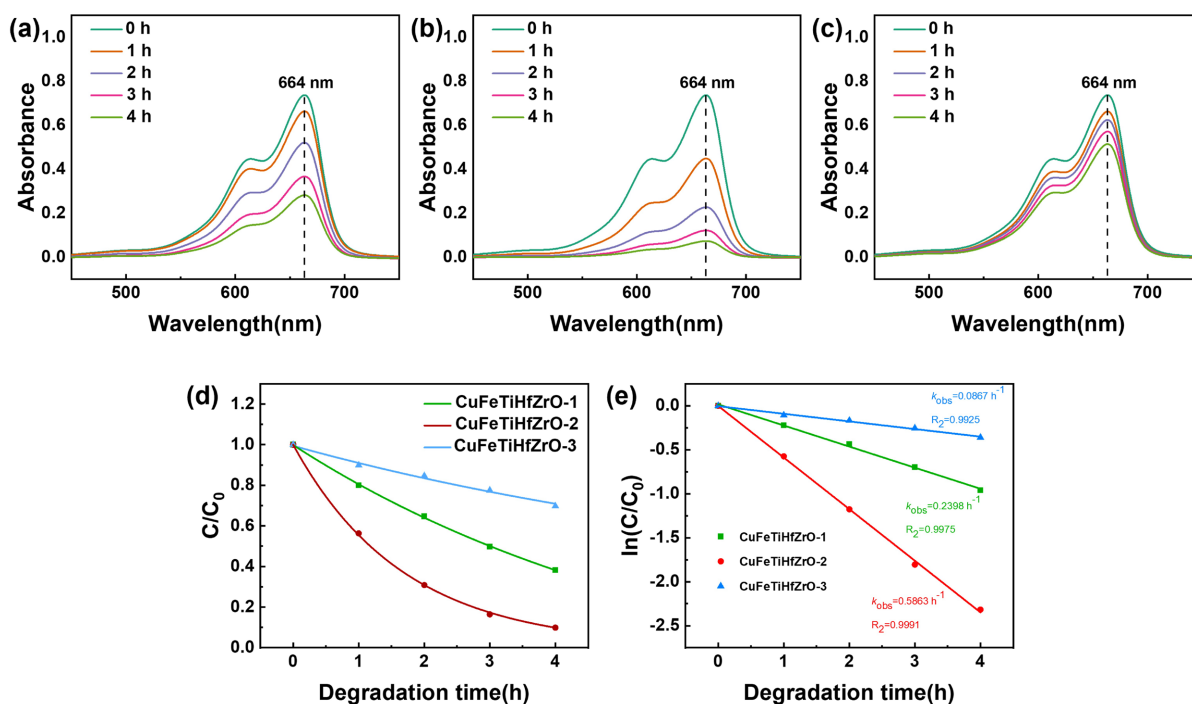 (a)
0 h
1 h
2 h
3 h
4 h
664 nm
1.0
0.8
0.6
0.4
0.2
0.0
Absorbance
500
600
700
Wavelength(nm)
(b)
0 h
1 h
2 h
3 h
4 h
664 nm
1.0
0.8
0.6
0.4
0.2
0.0
Absorbance
500
600
700
Wavelength(nm)
(c)
0 h
1 h
2 h
3 h
4 h
664 nm
1.0
0.8
0.6
0.4
0.2
0.0
Absorbance
500
600
700
Wavelength(nm)
(d)
CuFeTiHfZrO-1
CuFeTiHfZrO-2
CuFeTiHfZrO-3
1.2
1.0
0.8
0.6
0.4
0.2
0.0
C/C₀
0
1
2
3
4
Degradation time(h)
(e)
kobs=0.0867 h⁻¹
R₂=0.9925
kobs=0.2398 h⁻¹
R₂=0.9975
CuFeTiHfZrO-1
CuFeTiHfZrO-2
CuFeTiHfZrO-3
kobs=0.5863 h⁻¹
R₂=0.9991
0.0
-0.5
-1.0
-1.5
-2.0
-2.5
ln(C/C₀)
0
1
2
3
4
Degradation time(h)